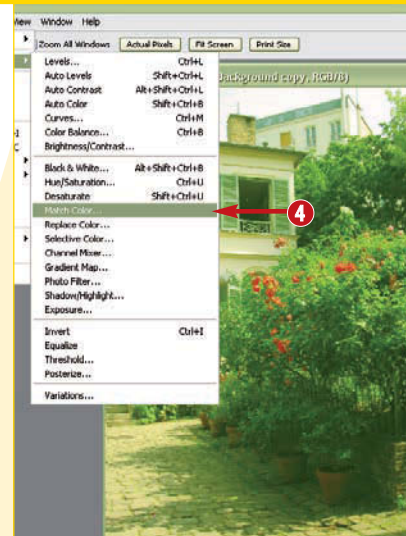 View Window Help
Zoom All Windows Actual Pixels Fit Screen Print Size
Background copy, RGB/8)
Levels... Ctrl+L
Auto Levels Shift+Ctrl+L
Auto Contrast Alt+Shift+Ctrl+L
Auto Color Shift+Ctrl+B
Curves... Ctrl+M
Color Balance... Ctrl+B
Brightness/Contrast...
Black & White... Alt+Shift+Ctrl+B
Hue/Saturation... Ctrl+U
Desaturate Shift+Ctrl+U
Match Color...
4
Replace Color...
Selective Color...
Channel Mixer...
Gradient Map...
Photo Filter...
Shadow/Highlight...
Exposure...
Invert Ctrl+I
Equalize
Threshold...
Posterize...
Variations...